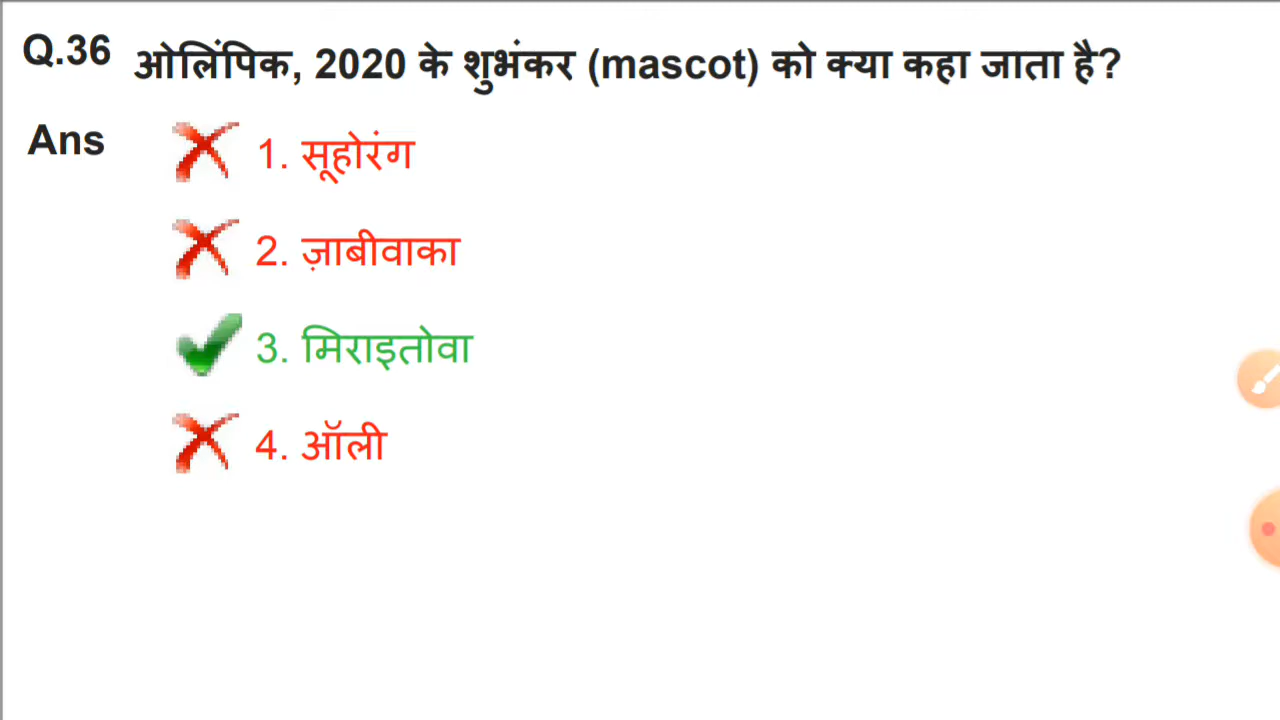 Q.36 ओलिंपिक, 2020 के शुभंकर (mascot) को क्या कहा जाता है?
Ans 1. सूहोरंग
2. ज़ाबीवाका
3. मिराइतोवा
4. ऑली